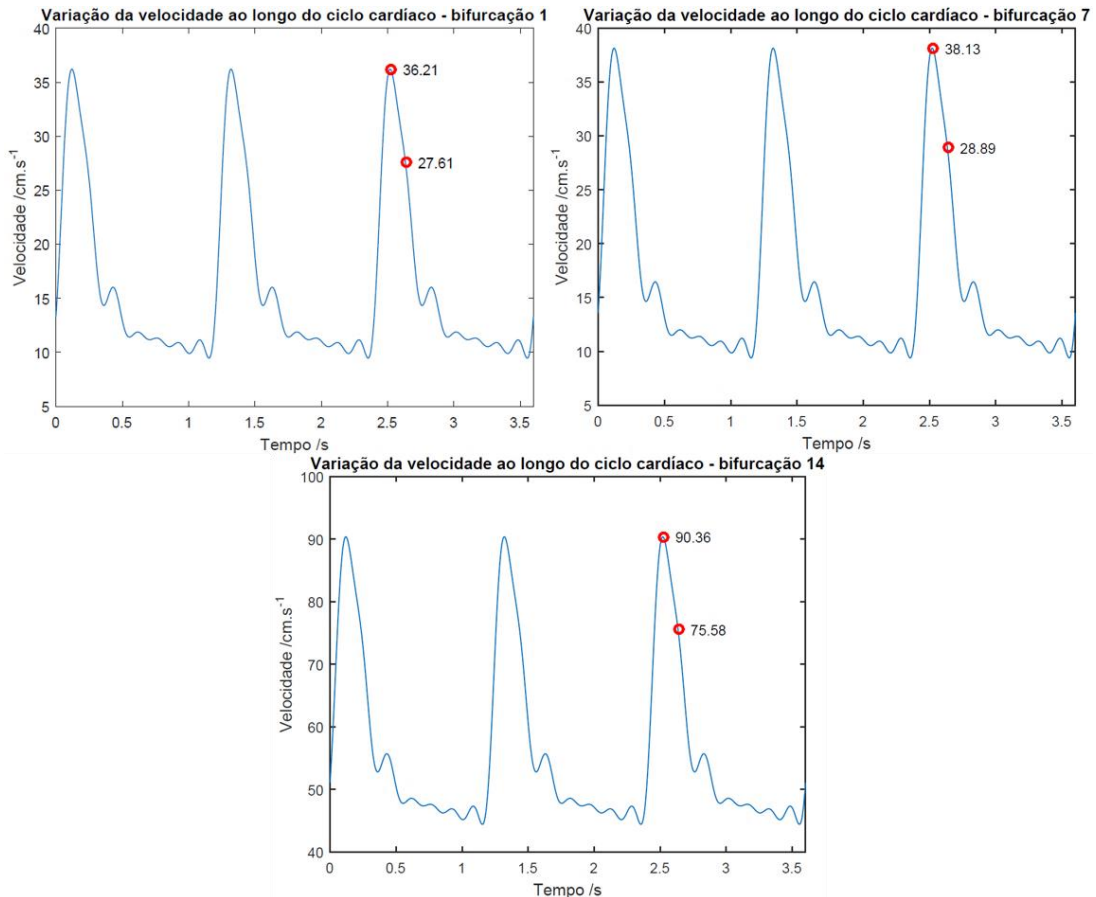 Variação da velocidade ao longo do ciclo cardíaco - bifurcação 1
40
35
30
25
20
15
10
5
Velocidade /cm.s⁻¹
36.21
27.61
0 0.5 1 1.5 2 2.5 3 3.5
Tempo /s
Variação da velocidade ao longo do ciclo cardíaco - bifurcação 7
40
35
30
25
20
15
10
5
Velocidade /cm.s⁻¹
38.13
28.89
0 0.5 1 1.5 2 2.5 3 3.5
Tempo /s
Variação da velocidade ao longo do ciclo cardíaco - bifurcação 14
100
90
80
70
60
50
40
Velocidade /cm.s⁻¹
90.36
75.58
0 0.5 1 1.5 2 2.5 3 3.5
Tempo /s